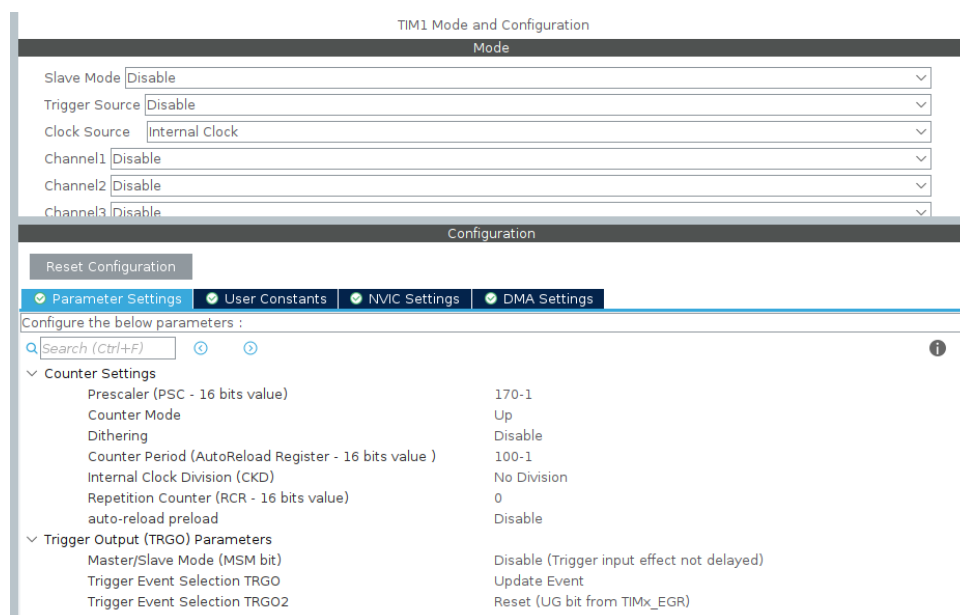 TIM1 Mode and Configuration
Mode
Slave Mode Disable
Trigger Source Disable
Clock Source Internal Clock
Channel1 Disable
Channel2 Disable
Channel3 Disable
Configuration
Reset Configuration
Parameter Settings User Constants NVIC Settings DMA Settings
Configure the below parameters :
Search (Ctrl+F)
Counter Settings
Prescaler (PSC - 16 bits value) 170-1
Counter Mode Up
Dithering Disable
Counter Period (AutoReload Register - 16 bits value ) 100-1
Internal Clock Division (CKD) No Division
Repetition Counter (RCR - 16 bits value) 0
auto-reload preload Disable
Trigger Output (TRGO) Parameters
Master/Slave Mode (MSM bit) Disable (Trigger input effect not delayed)
Trigger Event Selection TRGO Update Event
Trigger Event Selection TRGO2 Reset (UG bit from TIMx_EGR)